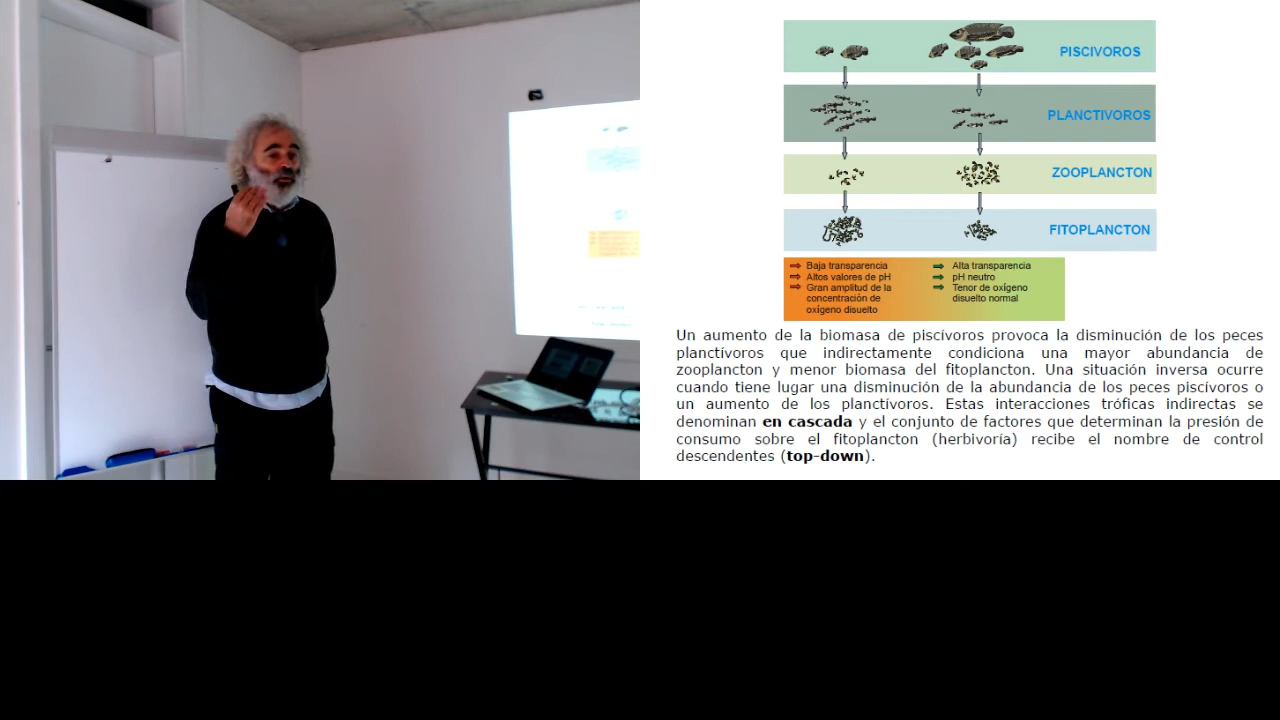 PISCIVOROS
PLANCTIVOROS
ZOOPLANCTON
FITOPLANCTON
Baja transparencia
Altos valores de pH
Gran amplitud de la
concentración de
oxígeno disuelto
Alta transparencia
pH neutro
Tenor de oxígeno
disuelto normal
Un aumento de la biomasa de piscívoros provoca la disminución de los peces
planctívoros que indirectamente condiciona una mayor abundancia de
zooplancton y menor biomasa del fitoplancton. Una situación inversa ocurre
cuando tiene lugar una disminución de la abundancia de los peces piscívoros o
un aumento de los planctívoros. Estas interacciones tróficas indirectas se
denominan en cascada y el conjunto de factores que determinan la presión de
consumo sobre el fitoplancton (herbivoría) recibe el nombre de control
descendentes (top-down).